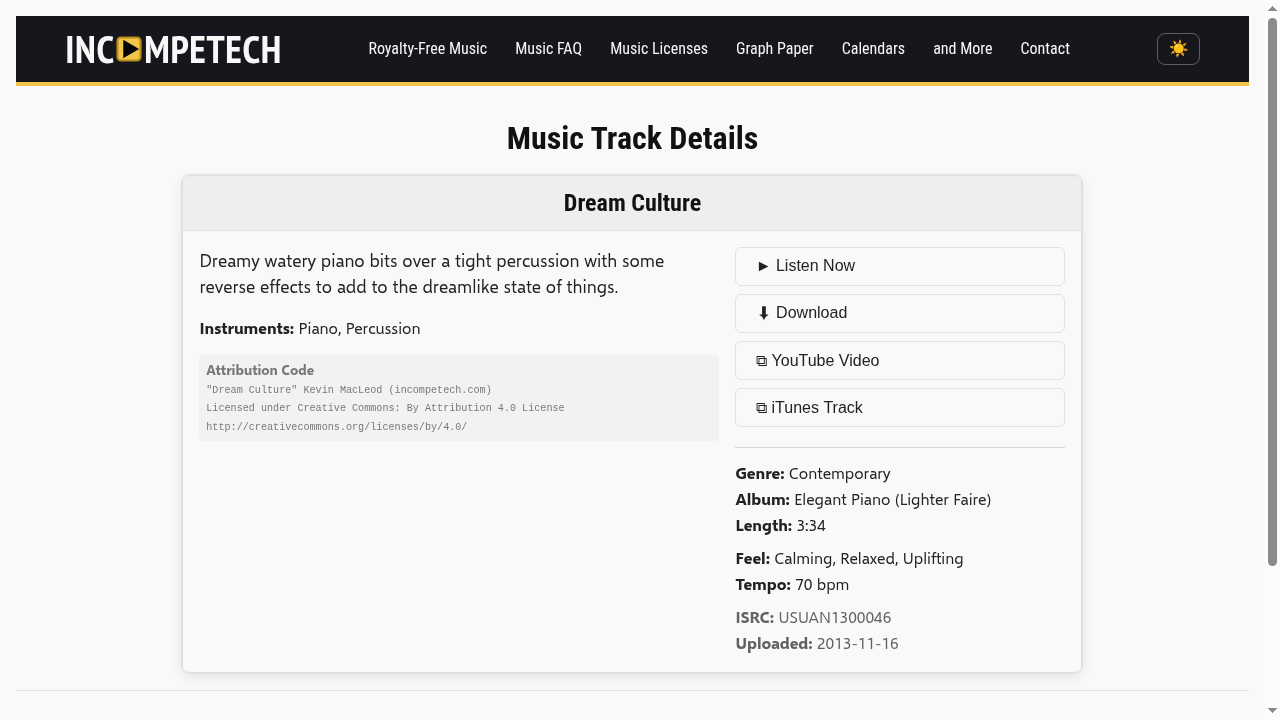 INCOMPETECH
Royalty-Free Music
Music FAQ
Music Licenses
Graph Paper
Calendars
and More
Contact
Music Track Details
Dream Culture
Dreamy watery piano bits over a tight percussion with some
reverse effects to add to the dreamlike state of things.
Instruments: Piano, Percussion
Attribution Code
"Dream Culture" Kevin MacLeod (incompetech.com)
Licensed under Creative Commons: By Attribution 4.0 License
http://creativecommons.org/licenses/by/4.0/
► Listen Now
⬇ Download
⧉ YouTube Video
⧉ iTunes Track
Genre: Contemporary
Album: Elegant Piano (Lighter Faire)
Length: 3:34
Feel: Calming, Relaxed, Uplifting
Tempo: 70 bpm
ISRC: USUAN1300046
Uploaded: 2013-11-16